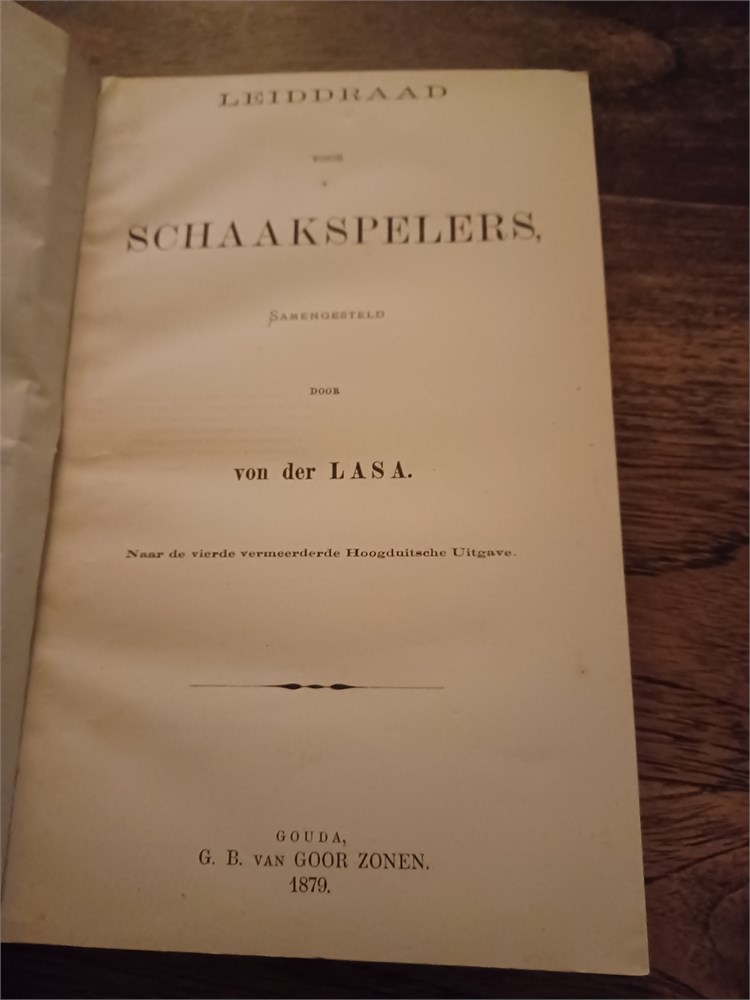 LEIDDRAAD
VOOR
SCHAAKSPELERS,
SAMENGESTELD
DOOR
von der LASA.
Naar de vierde vermeerderde Hoogduitsche Uitgave.
GOUDA,
G. B. VAN GOOR ZONEN.
1879.